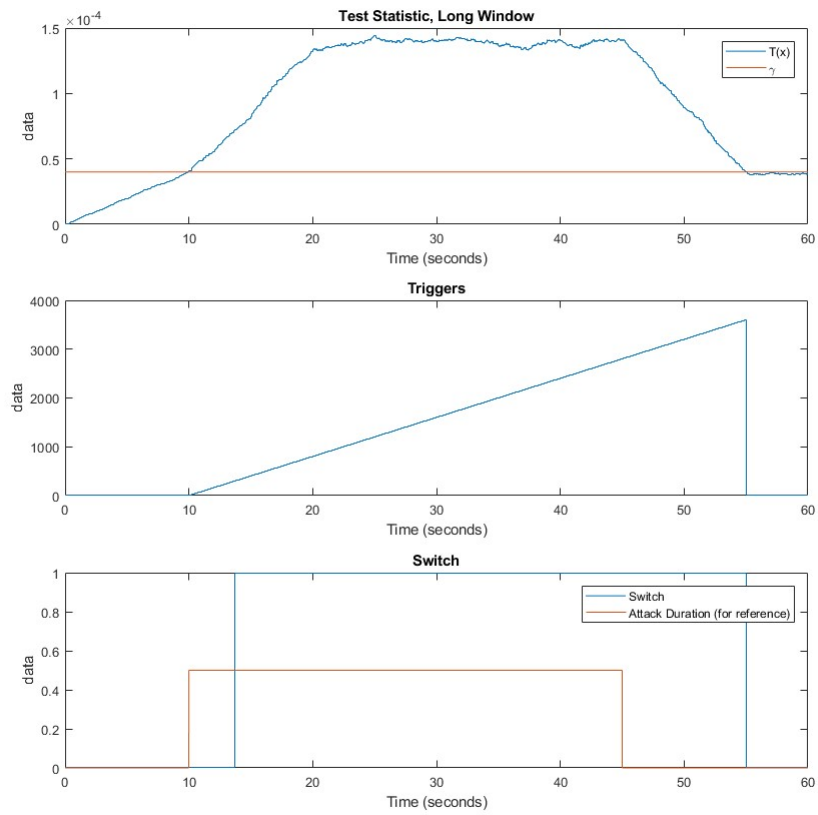 Test Statistic, Long Window
×10⁻⁴
1.5
1
0.5
0
data
T(x)
γ
0 10 20 30 40 50 60
Time (seconds)
Triggers
4000
3000
2000
1000
0
data
0 10 20 30 40 50 60
Time (seconds)
Switch
1
0.8
0.6
0.4
0.2
0
data
Switch
Attack Duration (for reference)
0 10 20 30 40 50 60
Time (seconds)